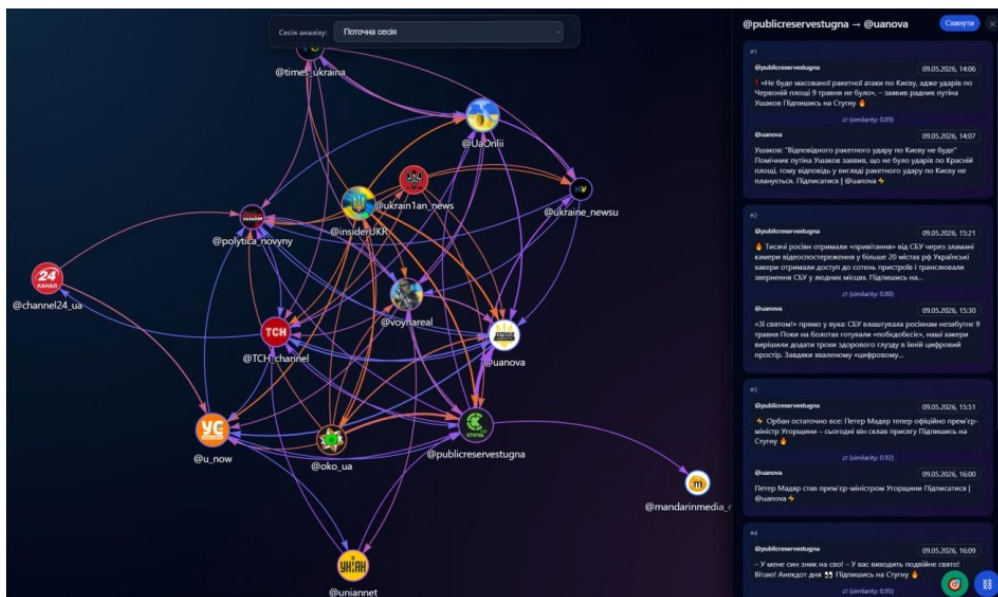 Сесія аналізу:
Поточна сесія
@times_ukraina
@UaOnlii
@ukrain1an_news
@ukraine_newsu
@insiderUKR
@polytica_novyny
24
КАНАЛ
@channel24_ua
@voynareal
ТСН
@TCH_channel
@uanova
УС
@u_now
@oko_ua
@publicreservestugna
@mandarinmedia_r
УНІАН
@uniannet
@publicreservestugna → @uanova
Скинути
#1
@publicreservestugna
09.05.2026, 14:06
❗ «Не буде масованої ракетної атаки по Києву, адже ударів по
Червоній площі 9 травня не було», – заявив радник путіна
Ушаков Підпишись на Стугну 🔥
⇄ (similarity: 0.89)
@uanova
09.05.2026, 14:07
Ушаков: "Відповідного ракетного удару по Києву не буде"
Помічник путіна Ушаков заявив, що не було ударів по Красній
площі, тому відповідь у вигляді ракетного удару по Києву не
планується. Підписатися | @uanova ⚡
#2
@publicreservestugna
09.05.2026, 15:21
🔥 Тисячі росіян отримали «привітання» від СБУ через зламані
камери відеоспостереження у більше 20 містах рф Українські
хакери отримали доступ до сотень пристроїв і транслювали
звернення СБУ у людних місцях. Підпишись на...
⇄ (similarity: 0.80)
@uanova
09.05.2026, 15:30
«Зі святом!» прямо у вуха: СБУ влаштувала росіянам незабутнє 9
травня Поки на болотах готували «побєдобєсіє», наші хакери
вирішили додати трохи здорового глузду в їхній цифровий
простір. Завдяки хваленому «цифровому...
#3
@publicreservestugna
09.05.2026, 15:51
⚡ Орбан остаточно все: Петер Мадяр тепер офіційно прем'єр-
міністр Угорщини – сьогодні він склав присягу Підпишись на
Стугну 🔥
⇄ (similarity: 0.92)
@uanova
09.05.2026, 16:00
Петер Мадяр став прем'єр-міністром Угорщини Підписатися |
@uanova ⚡
#4
@publicreservestugna
09.05.2026, 16:09
– У мене син зник на сво! – У вас виходить подвійне свято!
Вітаю! Анекдот дня 👀 Підпишись на Стугну 🔥
⇄ (similarity: 0.95)